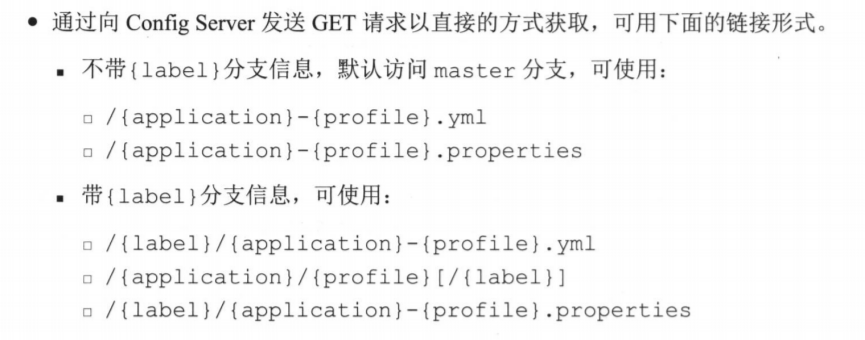 ● 通过向 Config Server 发送 GET 请求以直接的方式获取，可用下面的链接形式。
▪ 不带{label}分支信息，默认访问 master 分支，可使用：
□ /{application}-{profile}.yml
□ /{application}-{profile}.properties
▪ 带{label}分支信息，可使用：
□ /{label}/{application}-{profile}.yml
□ /{application}/{profile}[/{label}]
□ /{label}/{application}-{profile}.properties